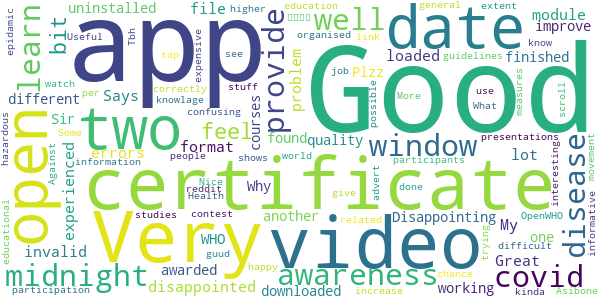 epidamic
uninstalled
Useful
Tbh
higher
file
education
organised
general
link
extent
date
learn
bit
app
expensive
see
provide
well
Good
module
improve
different
watch
Says
per
stuff
tap
loaded
Plzz
problem
job
guidelines
finished
know
hazardous
open
Sir
Some
two
correctly
knowlage
confusing
feel
courses
found
quality
possible
More
use
What
measures
scroll
disease
Against
experienced
errors
format
information
people
Why
window
lot
presentations
participants
certificate
interesting
movement
educational
invalid
studies
Nice
reddit
Health
WHO
guud
Very
shows
world
another
video
advert
done
give
Disappointing
related
My
one
OpenWHO
difficult
informative
Great
trying
midnight
contest
awarded
awareness
happy
working
chance
covid
participation
disappointed
downloaded
increase
kinda
Asibone